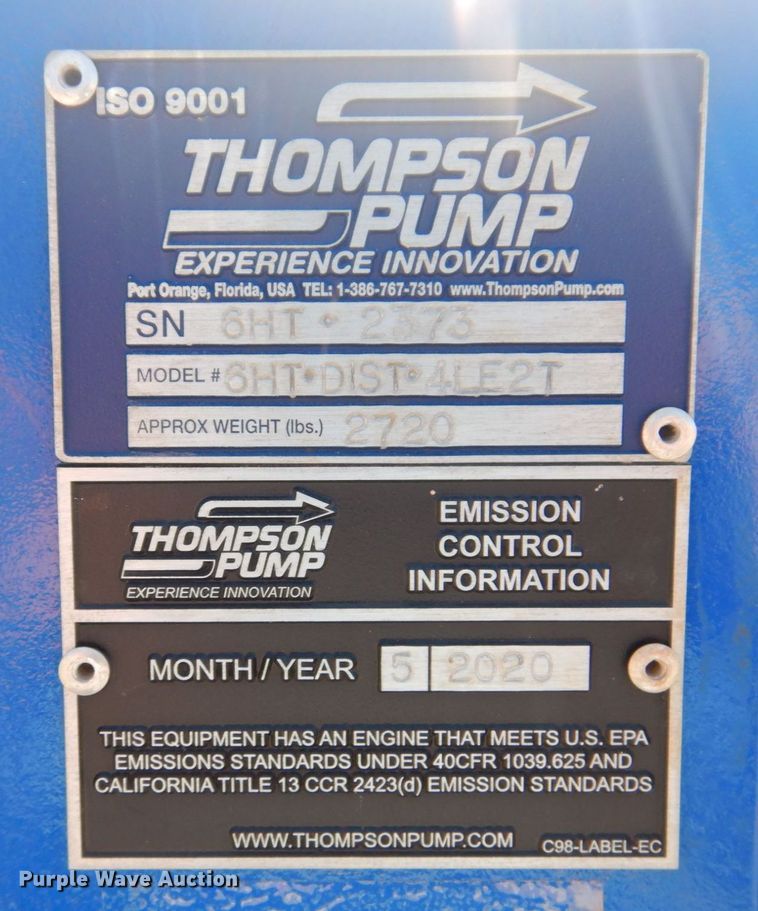 ISO 9001
THOMPSON
PUMP
EXPERIENCE INNOVATION
Port Orange, Florida, USA TEL: 1-386-767-7310 www.ThompsonPump.com
SN 6HT • 2373
MODEL # 6HT•DIST•4LE2T
APPROX WEIGHT (lbs.) 2720
THOMPSON
PUMP
EXPERIENCE INNOVATION
EMISSION
CONTROL
INFORMATION
MONTH / YEAR 5 2020
THIS EQUIPMENT HAS AN ENGINE THAT MEETS U.S. EPA
EMISSIONS STANDARDS UNDER 40CFR 1039.625 AND
CALIFORNIA TITLE 13 CCR 2423(d) EMISSION STANDARDS
WWW.THOMPSONPUMP.COM C98-LABEL-EC
Purple Wave Auction